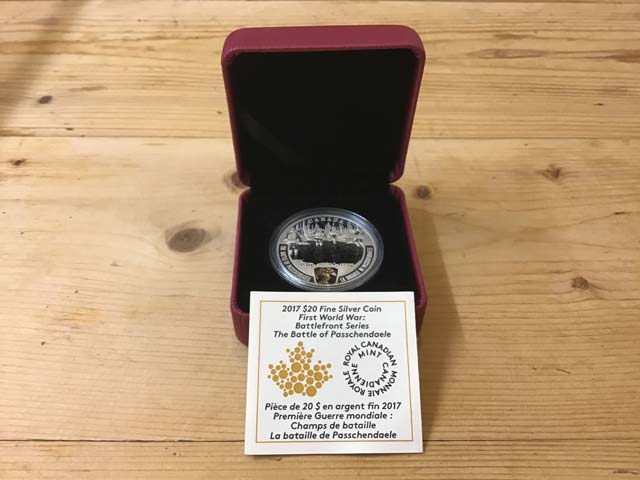 CANADA
2017 $20 Fine Silver Coin
First World War:
Battlefront Series
The Battle of Passchendaele
ROYAL CANADIAN MINT
MONNAIE ROYALE CANADIENNE
Pièce de 20 $ en argent fin 2017
Première Guerre mondiale :
Champs de bataille
La bataille de Passchendaele